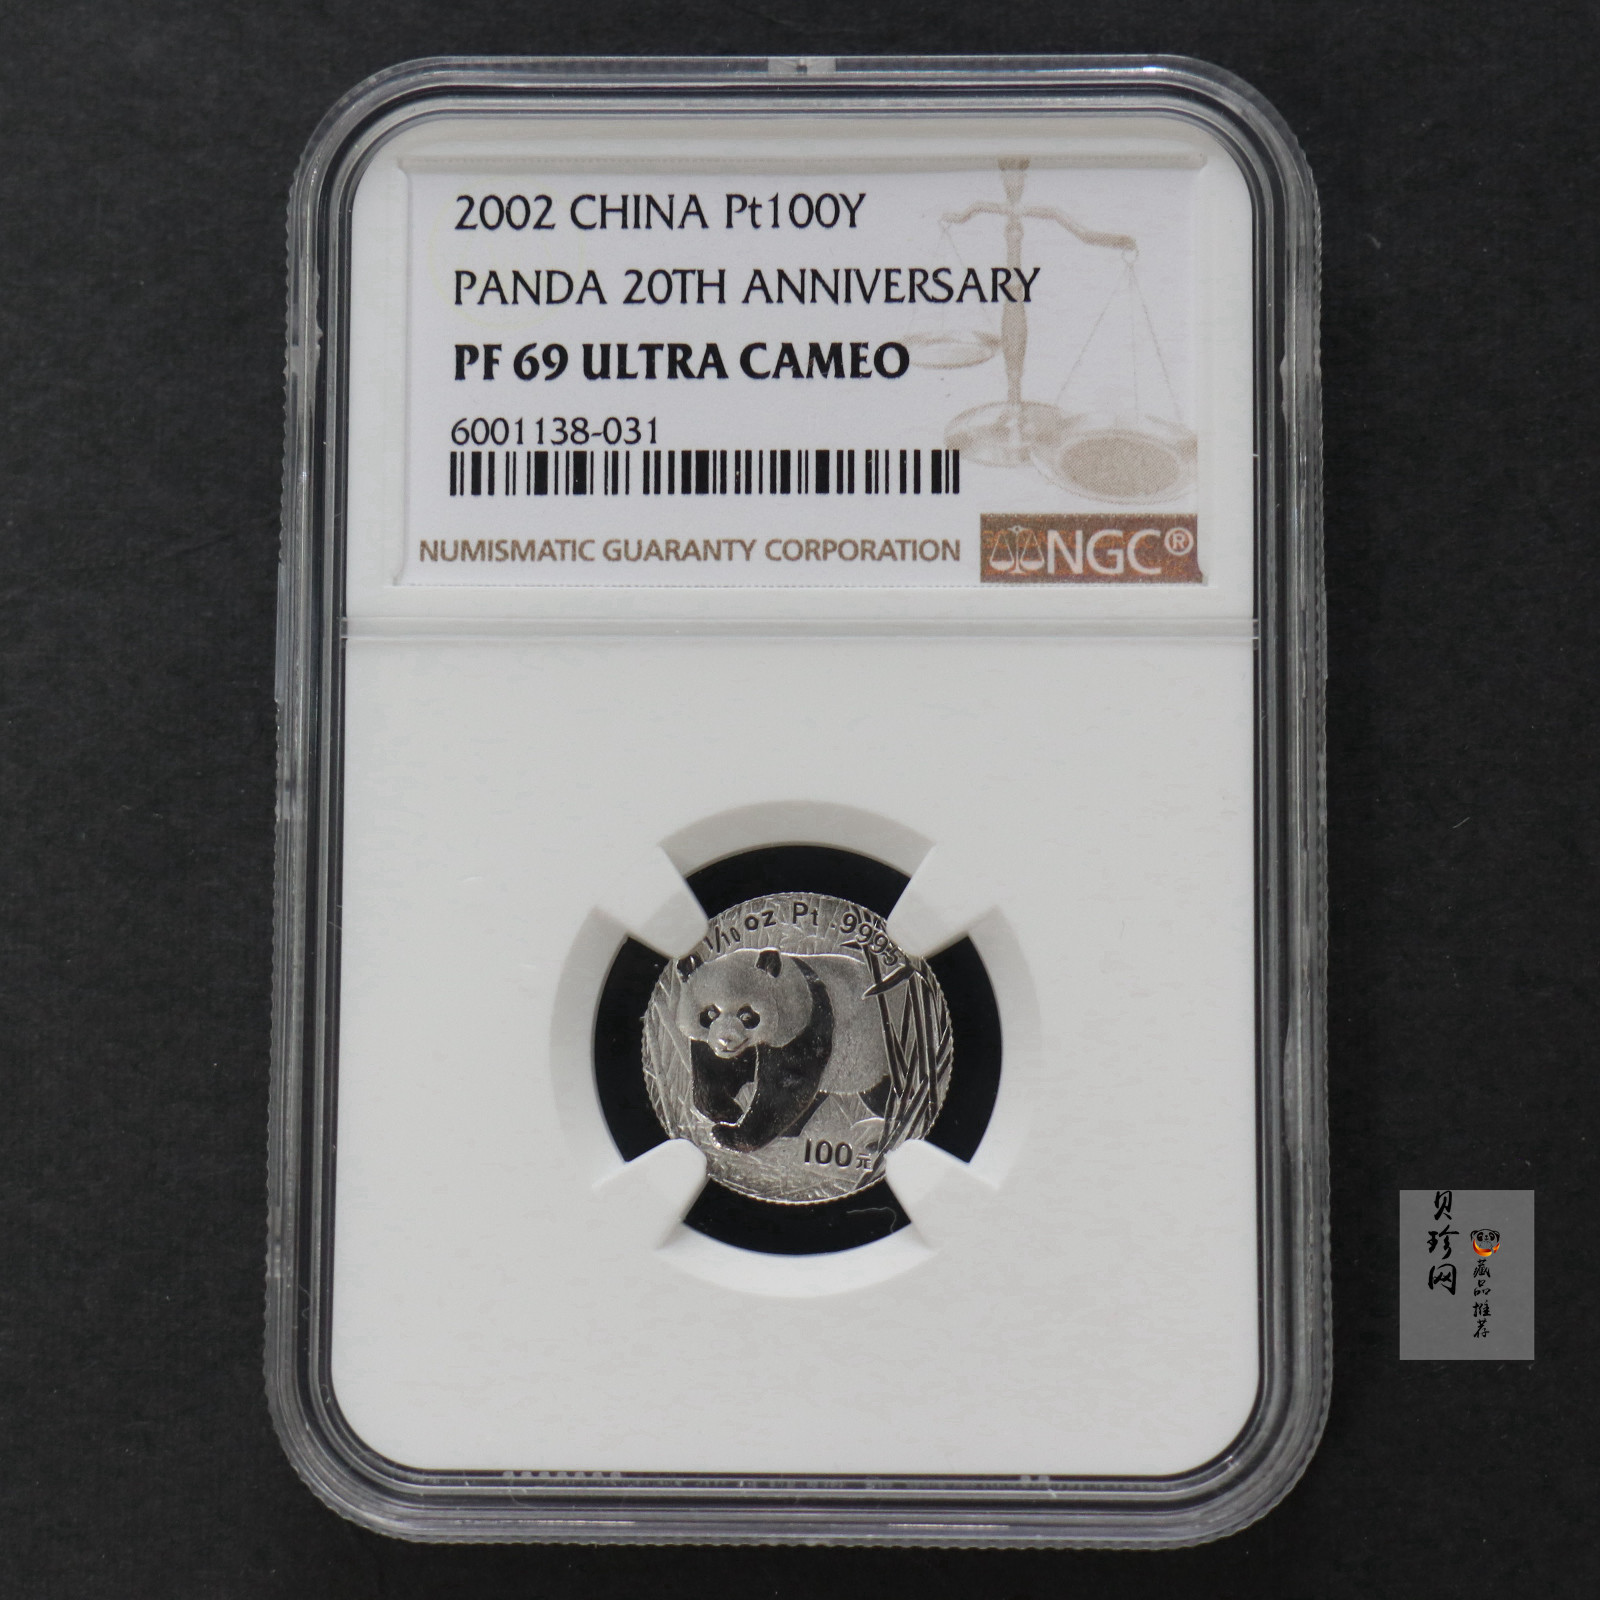 2002 CHINA Pt100Y
PANDA 20TH ANNIVERSARY
PF 69 ULTRA CAMEO
6001138-031
NUMISMATIC GUARANTY CORPORATION
NGC®
1/10 oz Pt .9995
100元
贝珍网
藏品推荐